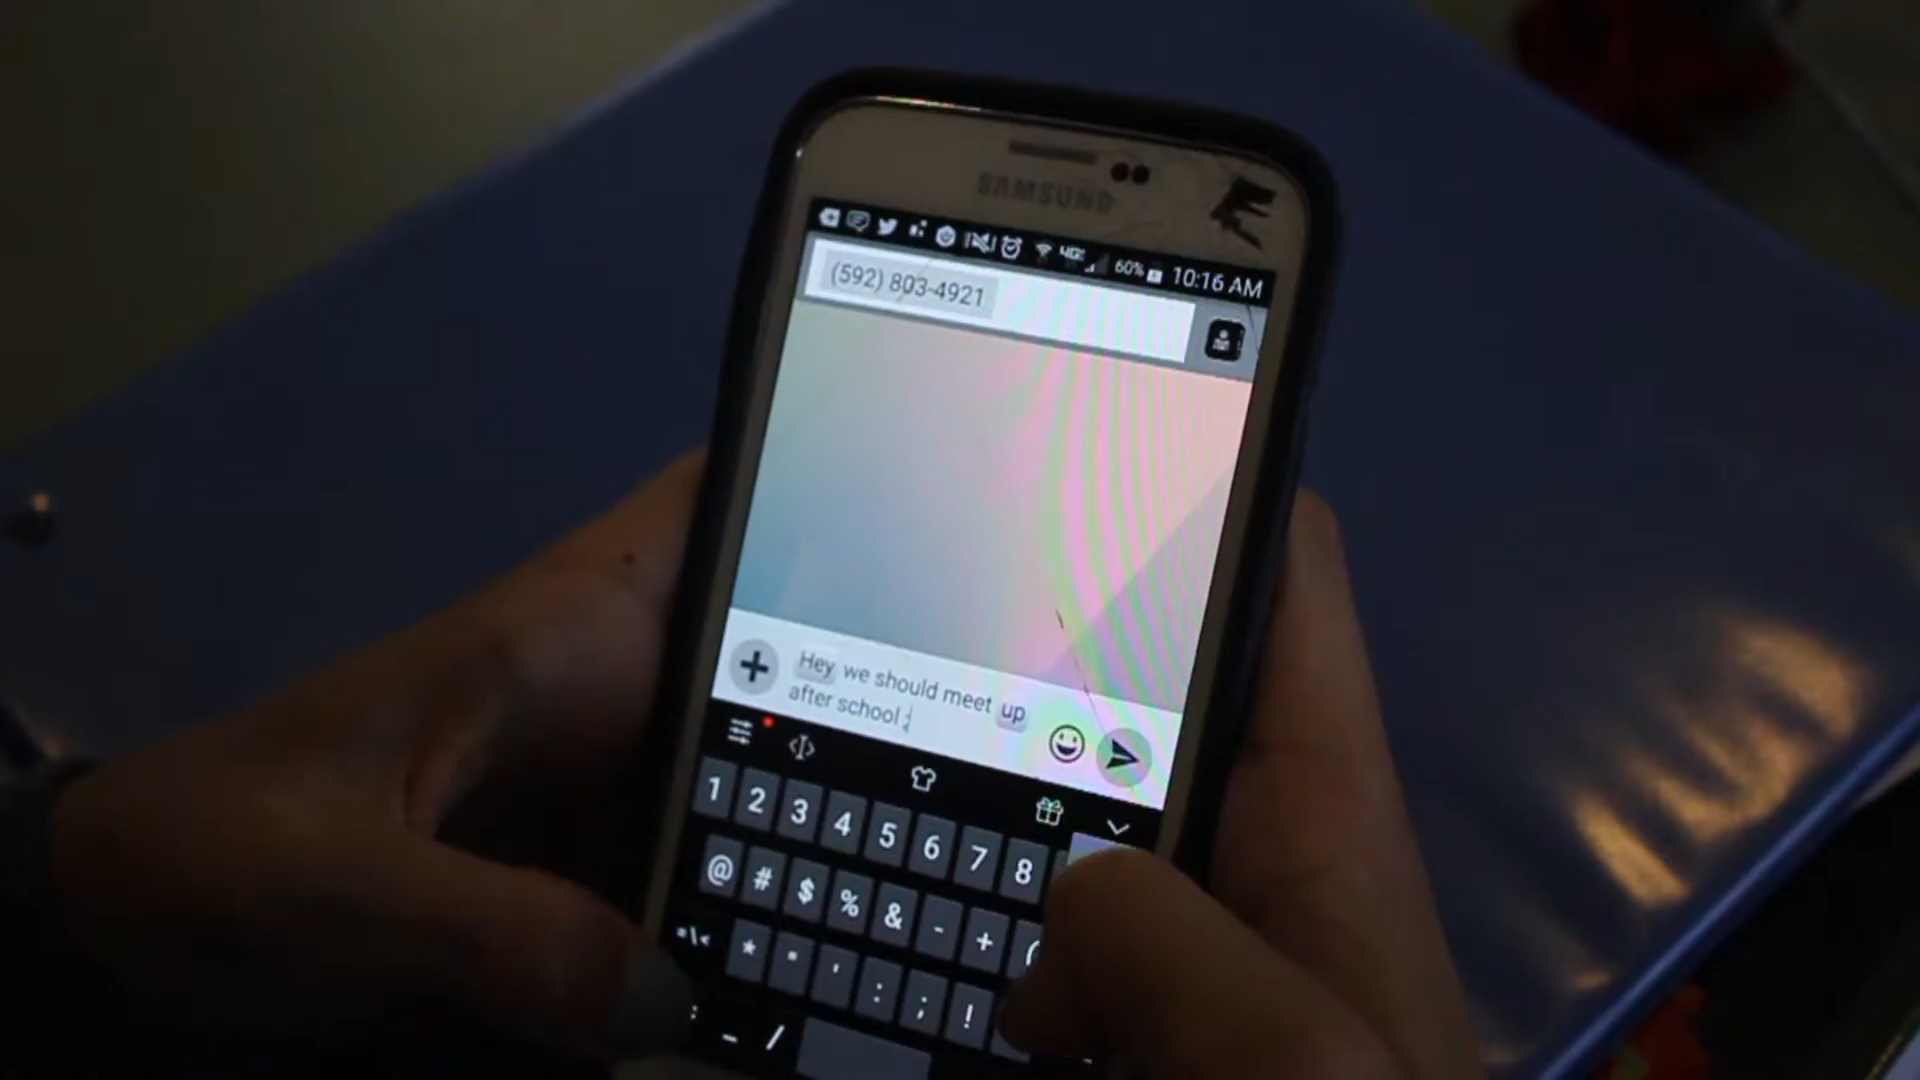 SAMSUNG
4G 60% 10:16 AM
(592) 803-4921
Hey we should meet up
after school ;
1 2 3 4 5 6 7 8
@ # $ % & - + (
=\< * " ' : ; !
_ /